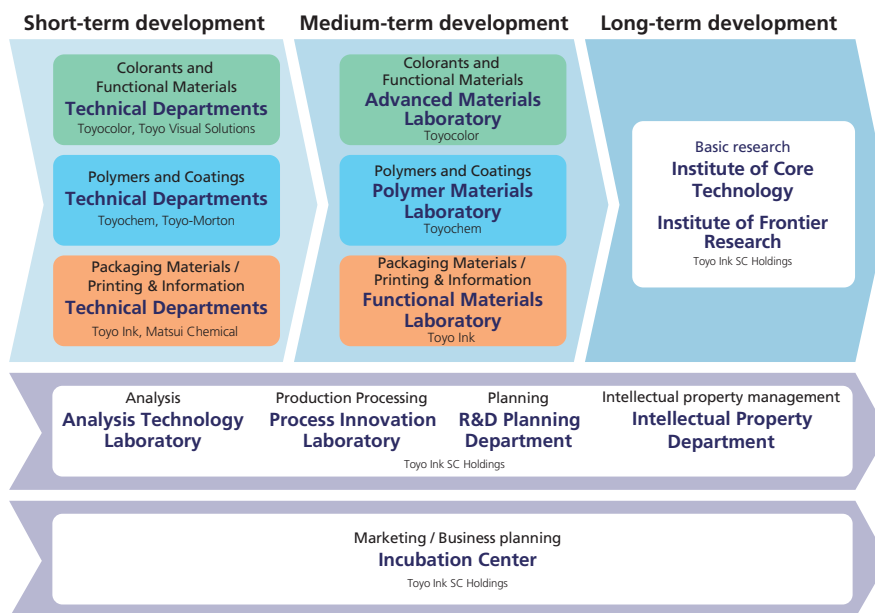 Short-term development
Medium-term development
Long-term development
Colorants and
Functional Materials
Technical Departments
Toyocolor, Toyo Visual Solutions
Polymers and Coatings
Technical Departments
Toyochem, Toyo-Morton
Packaging Materials /
Printing & Information
Technical Departments
Toyo Ink, Matsui Chemical
Colorants and
Functional Materials
Advanced Materials
Laboratory
Toyocolor
Polymers and Coatings
Polymer Materials
Laboratory
Toyochem
Packaging Materials /
Printing & Information
Functional Materials
Laboratory
Toyo Ink
Basic research
Institute of Core
Technology
Institute of Frontier
Research
Toyo Ink SC Holdings
Analysis
Analysis Technology
Laboratory
Production Processing
Process Innovation
Laboratory
Planning
R&D Planning
Department
Intellectual property management
Intellectual Property
Department
Toyo Ink SC Holdings
Marketing / Business planning
Incubation Center
Toyo Ink SC Holdings